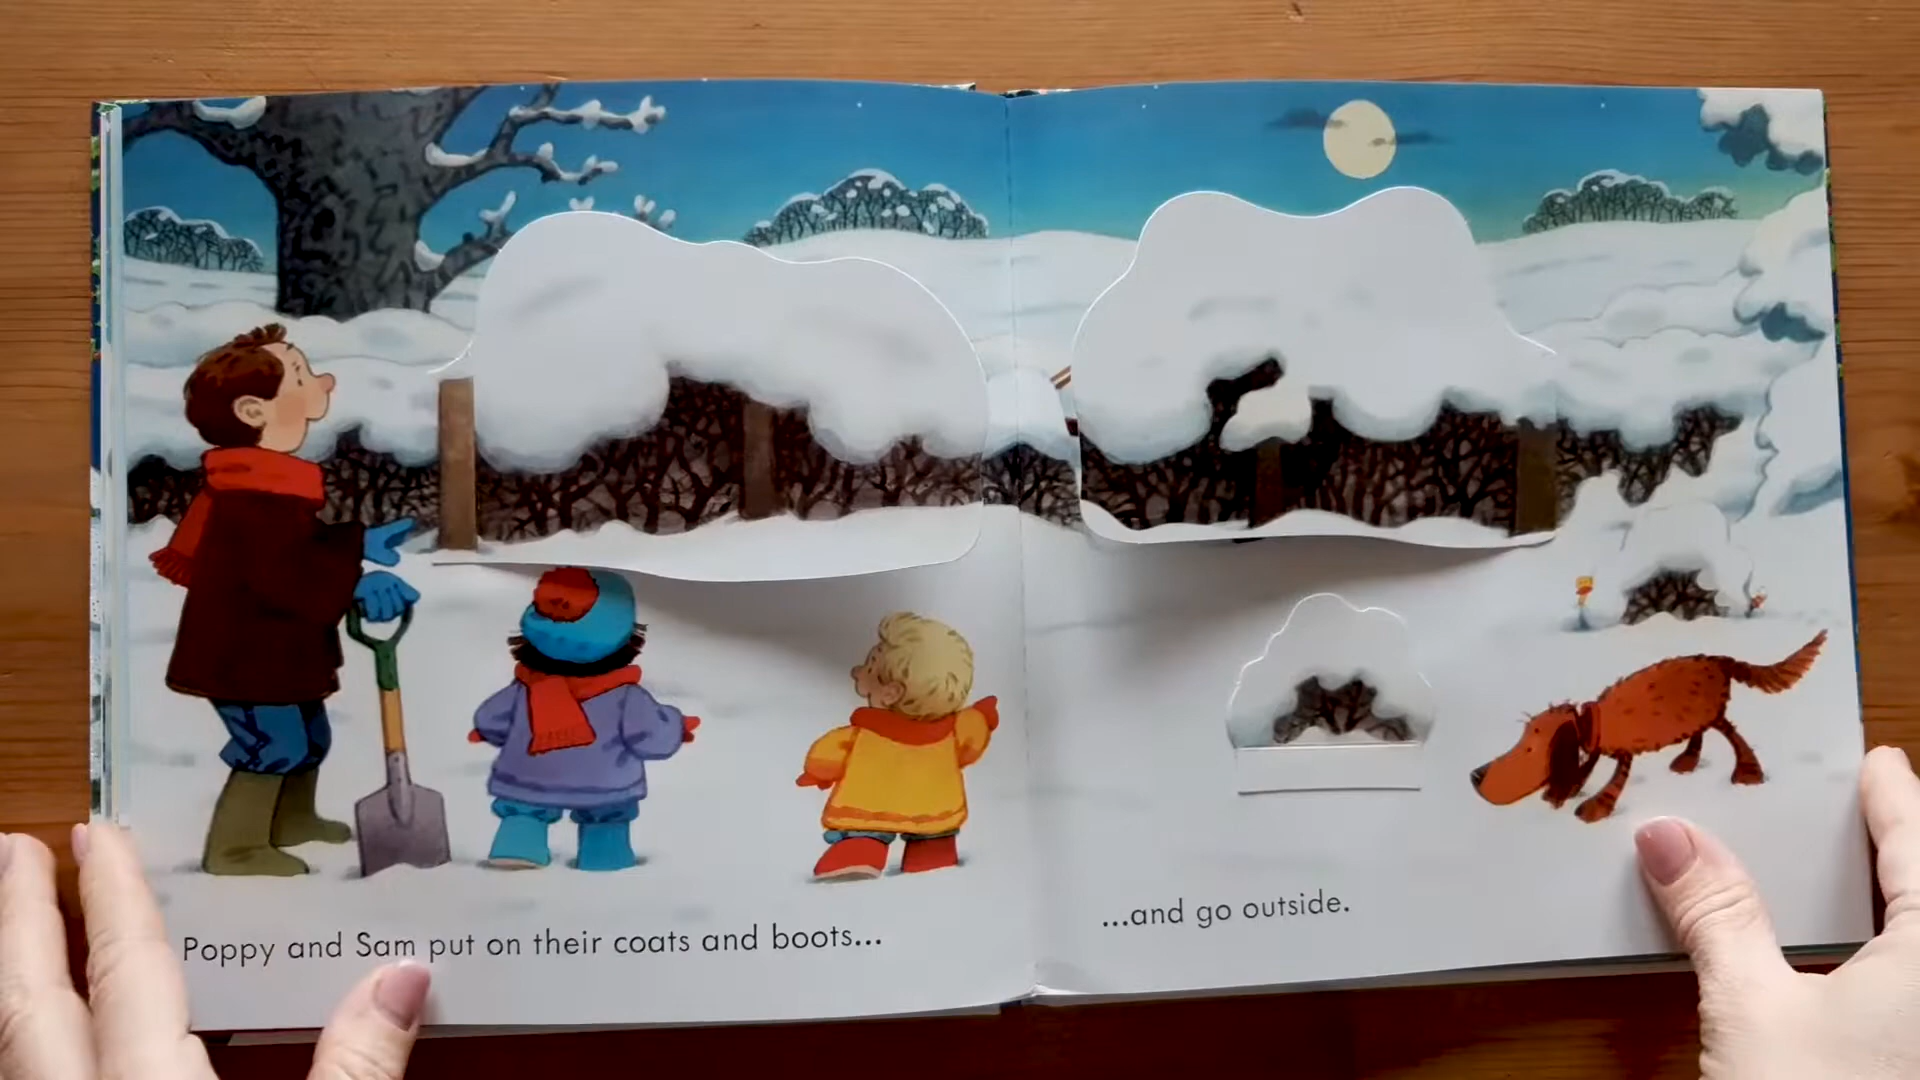 Poppy and Sam put on their coats and boots...
...and go outside.